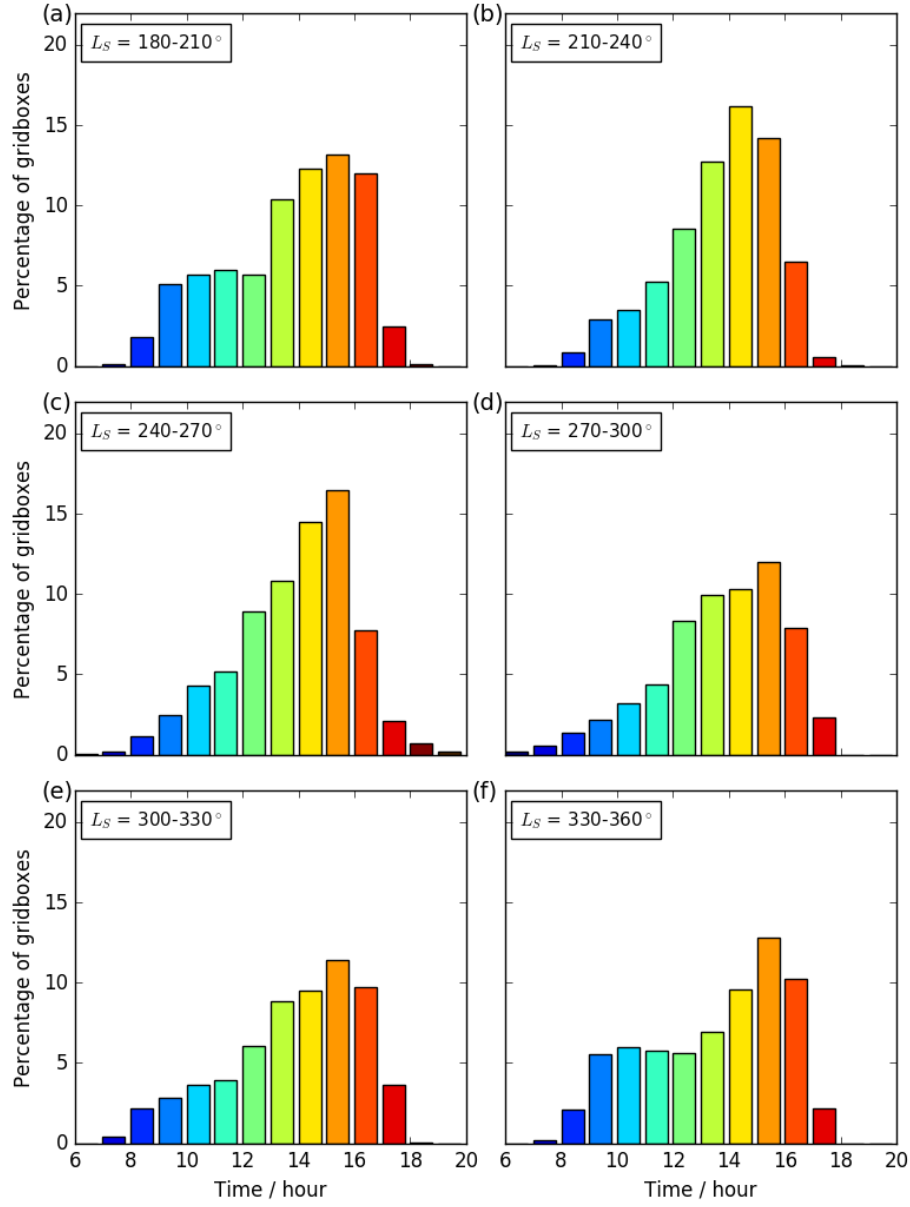 (a)
L_S = 180-210°
(b)
L_S = 210-240°
20
15
10
5
0
Percentage of gridboxes
(c)
L_S = 240-270°
(d)
L_S = 270-300°
20
15
10
5
0
Percentage of gridboxes
(e)
L_S = 300-330°
(f)
L_S = 330-360°
20
15
10
5
0
Percentage of gridboxes
6 8 10 12 14 16 18 20
6 8 10 12 14 16 18 20
Time / hour
Time / hour